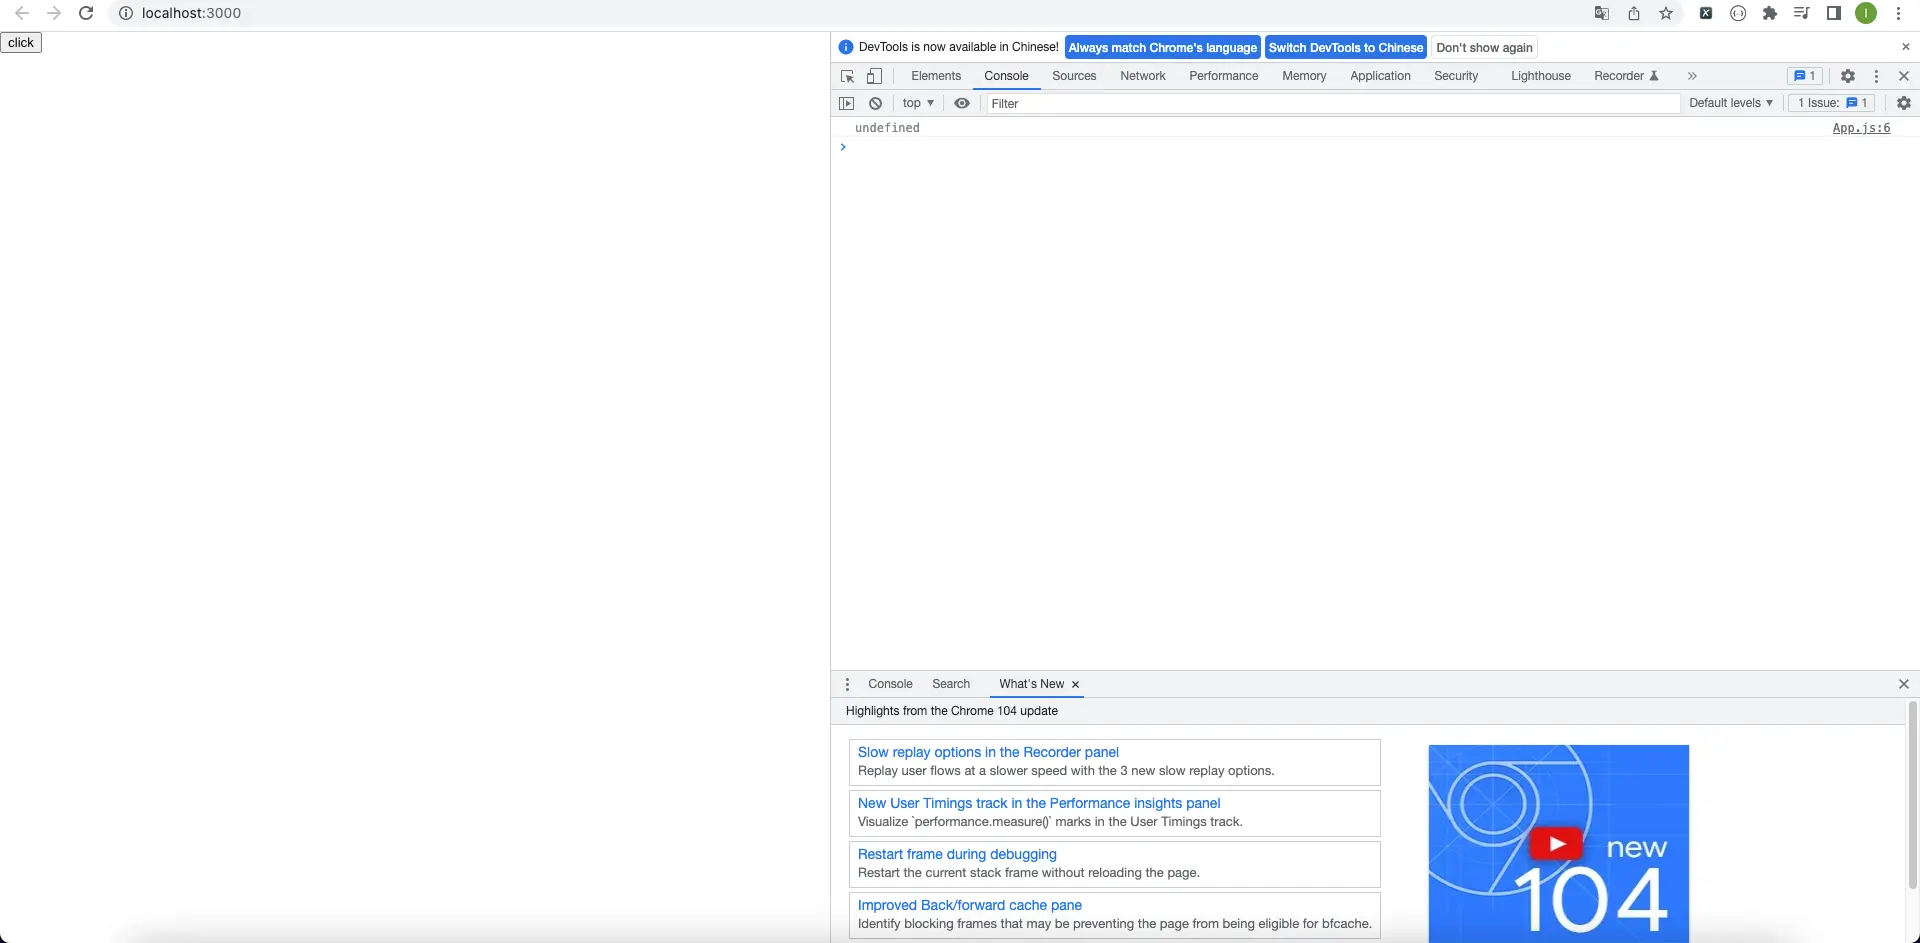 localhost:3000
click
DevTools is now available in Chinese! Always match Chrome's language Switch DevTools to Chinese Don't show again
Elements Console Sources Network Performance Memory Application Security Lighthouse Recorder 1
top Filter Default levels 1 Issue: 1
undefined App.js:6
Console Search What's New
Highlights from the Chrome 104 update
Slow replay options in the Recorder panel
Replay user flows at a slower speed with the 3 new slow replay options.
New User Timings track in the Performance insights panel
Visualize `performance.measure()` marks in the User Timings track.
Restart frame during debugging
Restart the current stack frame without reloading the page.
Improved Back/forward cache pane
Identify blocking frames that may be preventing the page from being eligible for bfcache.
new
104